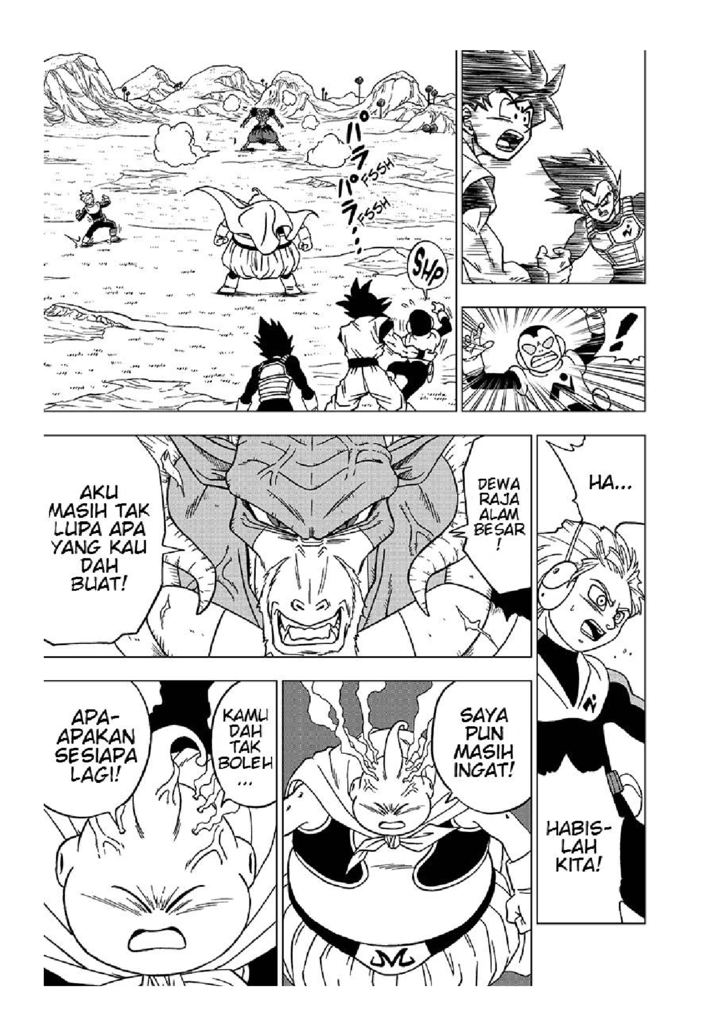 パラパラ…
FSSH
FSSH
SHP
!
N
HA...
HABIS-
LAH
KITA!
N
DEWA
RAJA
ALAM
BESAR
!
AKU
MASIH TAK
LUPA APA
YANG KAU
DAH
BUAT!
SAYA
PUN
MASIH
INGAT!
M
KAMU
DAH
TAK
BOLEH
...
APA-
APAKAN
SESIAPA
LAGI!